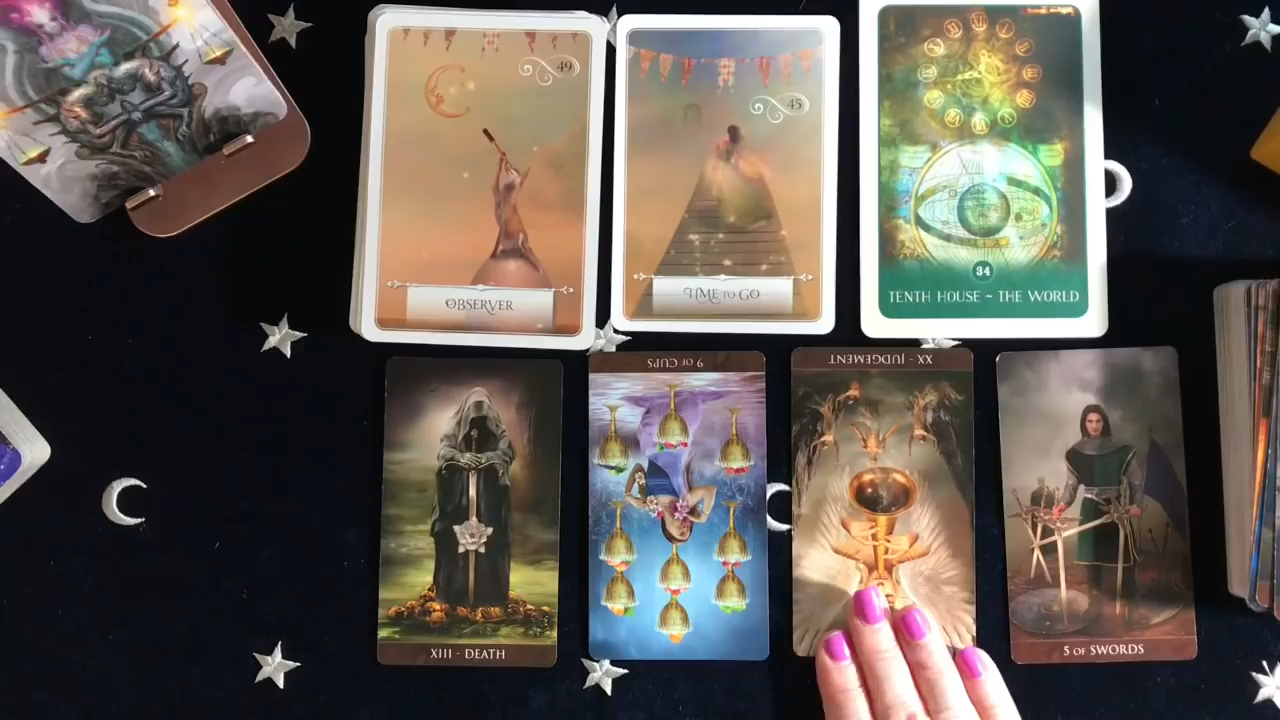 49
OBSERVER
45
TIME TO GO
34
TENTH HOUSE ~ THE WORLD
XIII - DEATH
9 OF CUPS
XX - JUDGEMENT
5 OF SWORDS